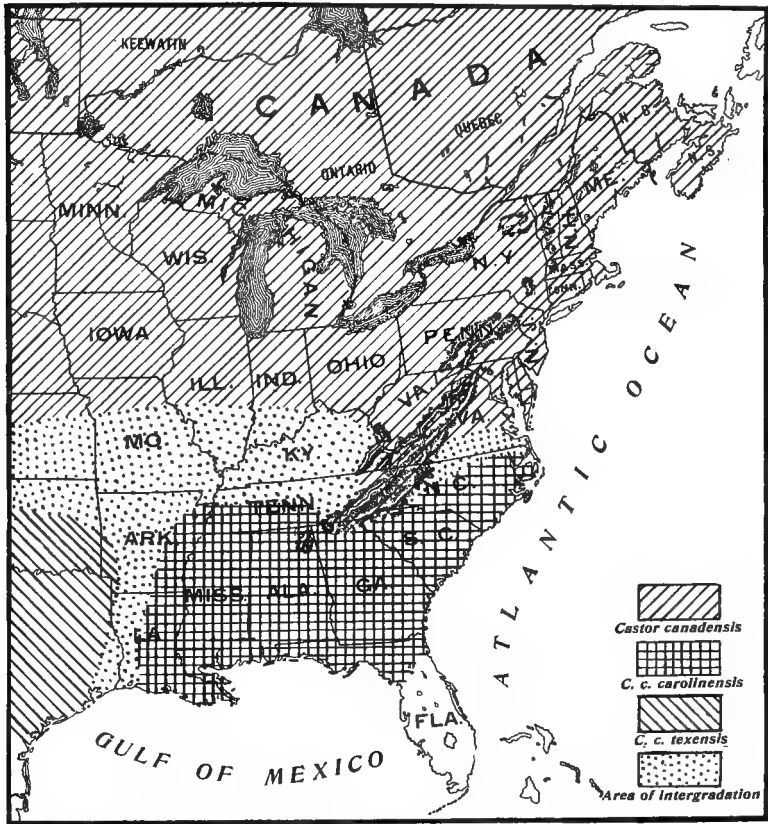 KEEWATIN
CANADA
QUEBEC
ONTARIO
N B
N. S.
ME.
MINN.
MICHIGAN
WIS.
N.Y
MASS.
CONN.
IOWA
PENN.
N.J.
OHIO
ILL. IND.
VA.
VA.
MO.
KY
TENN
N C.
ARK.
S. C.
MISS. ALA. GA.
LA.
FLA.
ATLANTIC OCEAN
GULF OF MEXICO
Castor canadensis
C. c. carolinensis
C. c. texensis
Area of intergradation